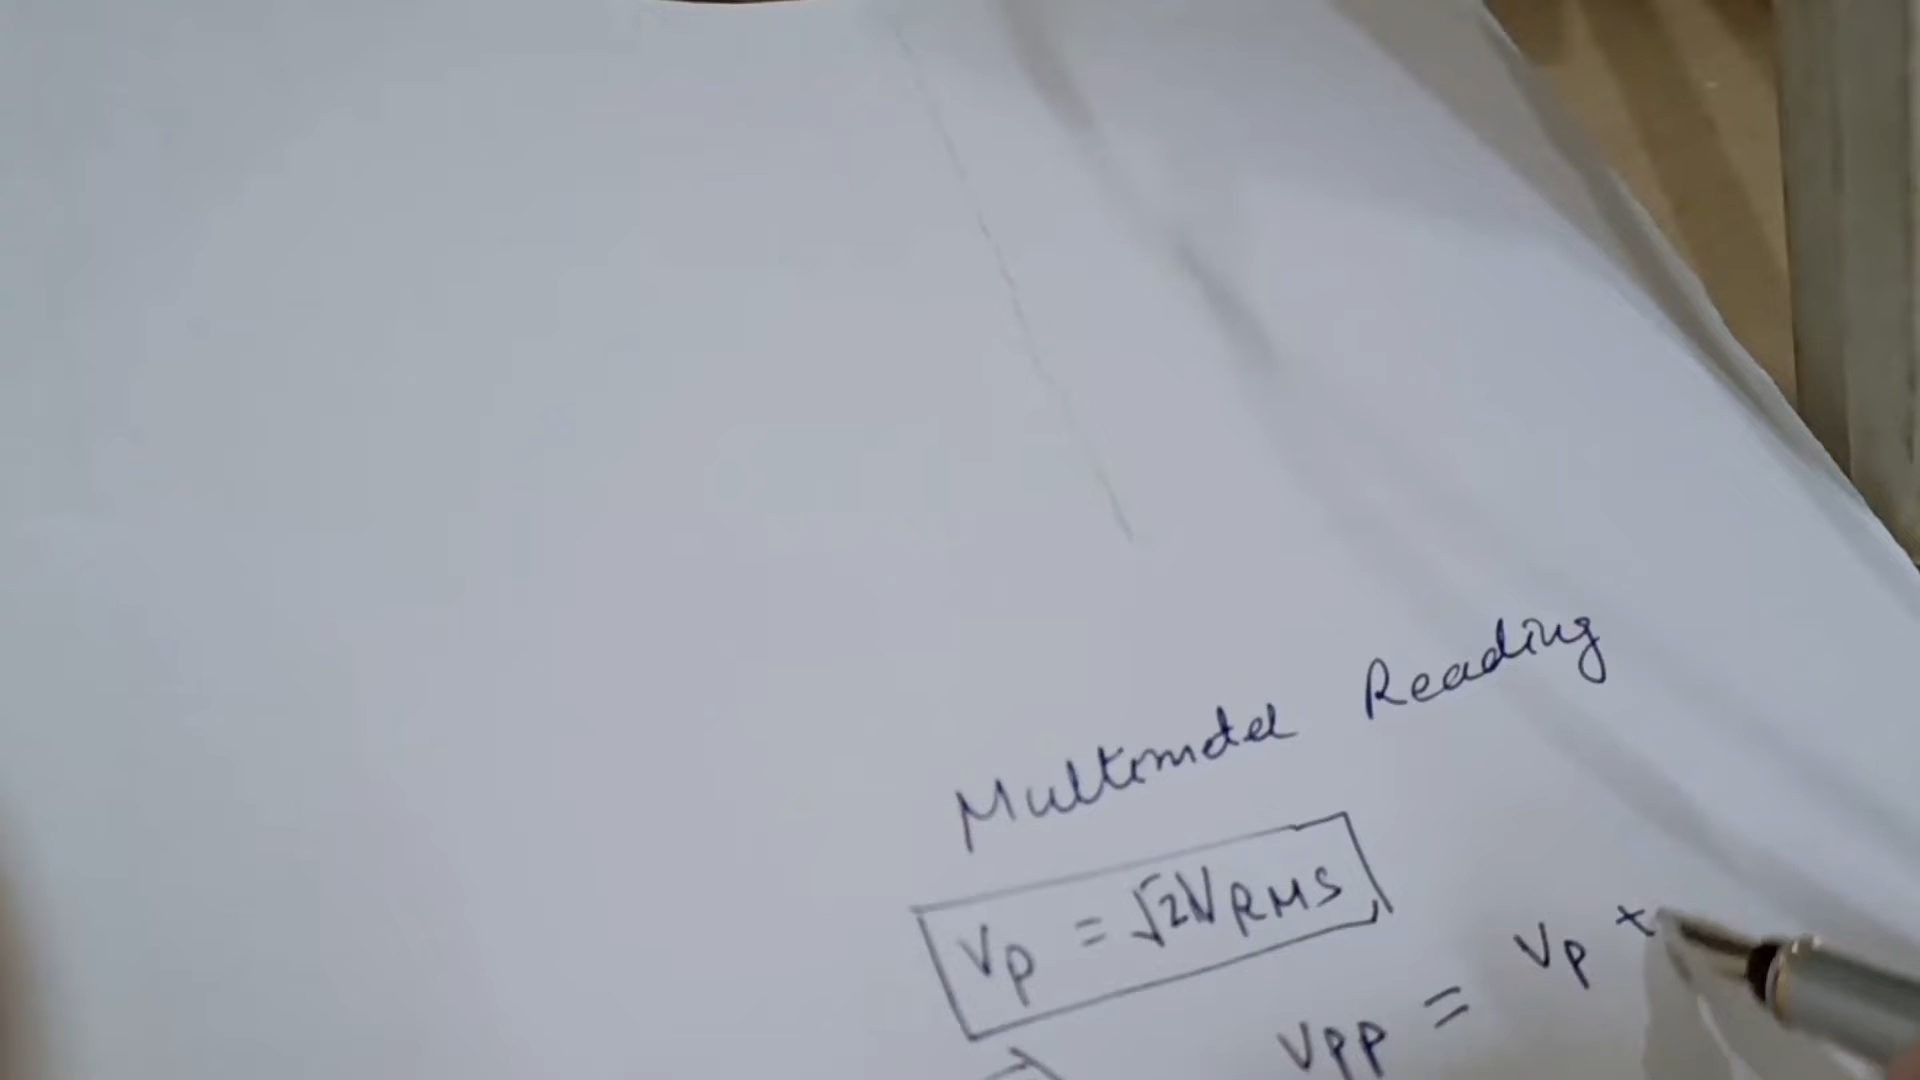 Multimeter Reading
Vp = √2VRMS
VPP = Vp +